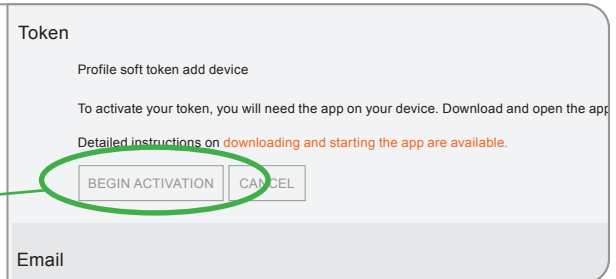 Token
Profile soft token add device
To activate your token, you will need the app on your device. Download and open the app
Detailed instructions on downloading and starting the app are available.
BEGIN ACTIVATION CANCEL
Email